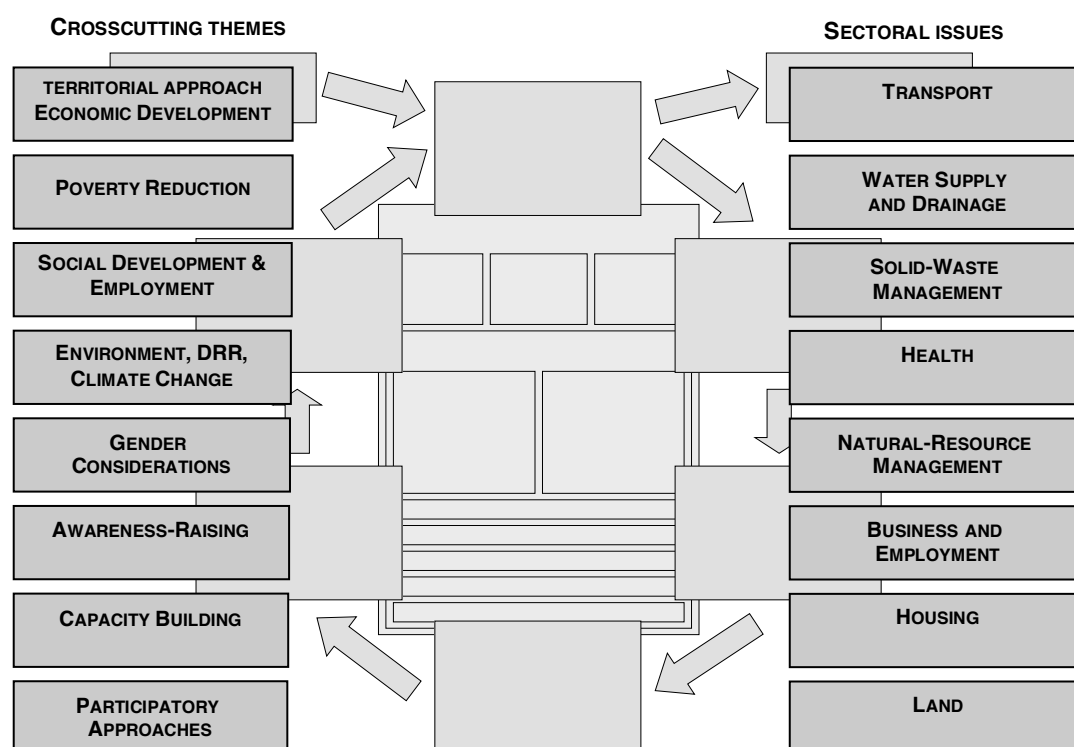 CROSSCUTTING THEMES
TERRITORIAL APPROACH
ECONOMIC DEVELOPMENT
POVERTY REDUCTION
SOCIAL DEVELOPMENT &
EMPLOYMENT
ENVIRONMENT, DRR,
CLIMATE CHANGE
GENDER
CONSIDERATIONS
AWARENESS-RAISING
CAPACITY BUILDING
PARTICIPATORY
APPROACHES
SECTORAL ISSUES
TRANSPORT
WATER SUPPLY
AND DRAINAGE
SOLID-WASTE
MANAGEMENT
HEALTH
NATURAL-RESOURCE
MANAGEMENT
BUSINESS AND
EMPLOYMENT
HOUSING
LAND